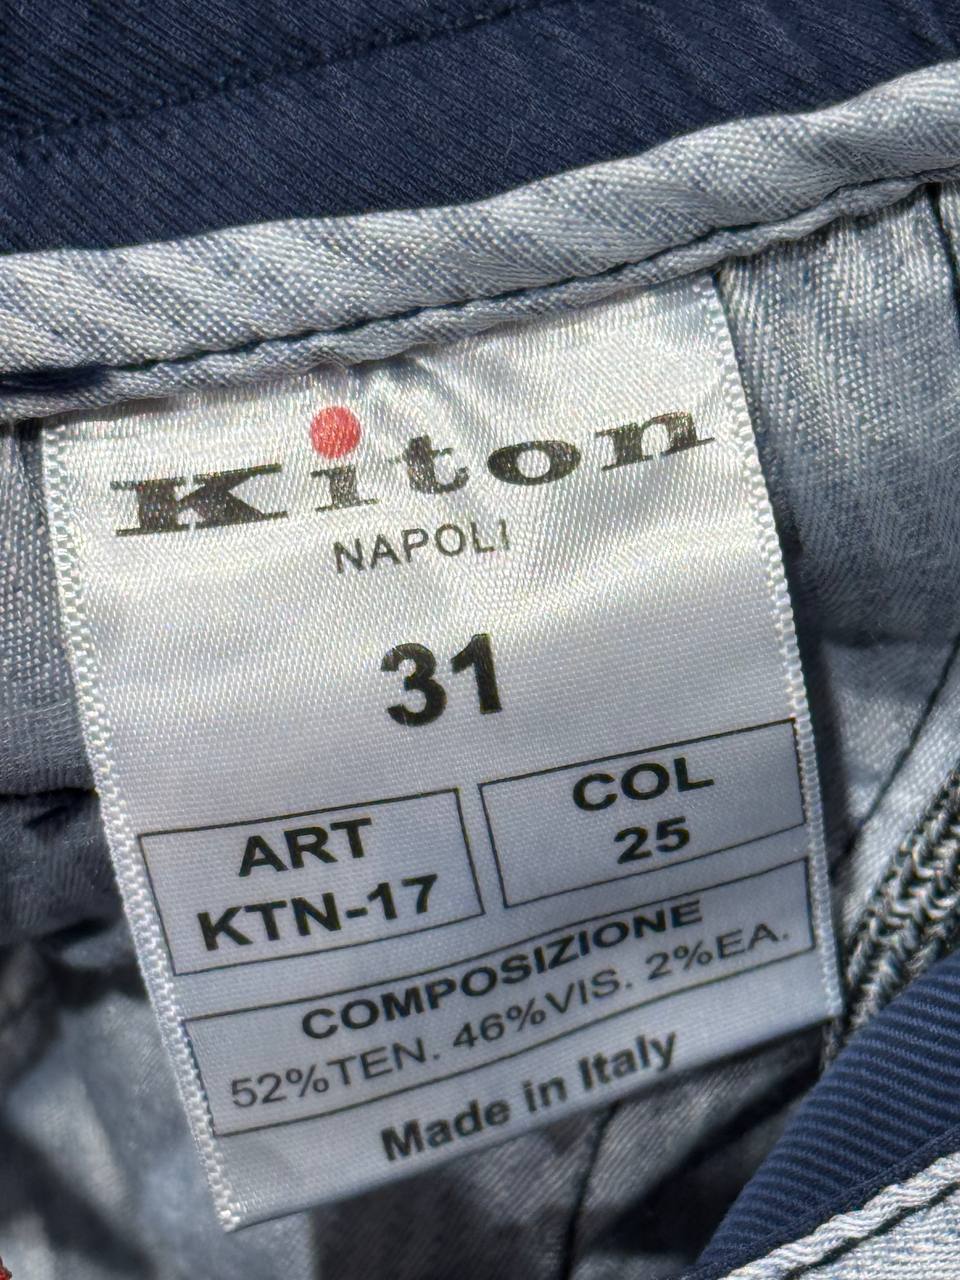 Kiton
NAPOLI
31
ART
KTN-17
COL
25
COMPOSIZIONE
52%TEN. 46%VIS. 2%EA.
Made in Italy